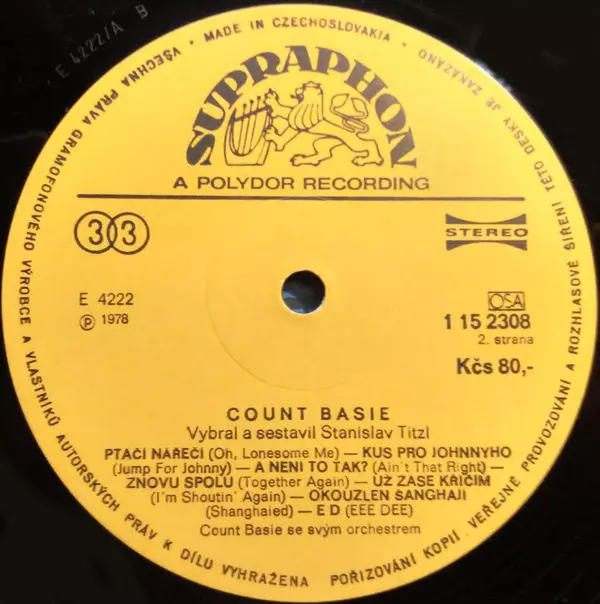 E 4222/A B
MADE IN CZECHOSLOVAKIA • VŠECHNA PRÁVA GRAMOFONOVÉHO VÝROBCE A VLASTNÍKŮ AUTORSKÝCH PRÁV K DÍLU VYHRAŽENA POŘIZOVÁNÍ KOPIÍ VEŘEJNÉ PROVOZOVÁNÍ A ROZHLASOVÉ ŠÍŘENÍ TÉTO DESKY JE ZAKÁZÁNO •
SUPRAPHON
A POLYDOR RECORDING
33
STEREO
E 4222
OSA
Ⓟ 1978
1 15 2308
2. strana
Kčs 80,-
COUNT BASIE
Vybral a sestavil Stanislav Titzl
PTAČÍ NÁŘEČÍ (Oh, Lonesome Me) — KUS PRO JOHNNYHO
(Jump For Johnny) — A NENÍ TO TAK? (Ain't That Right) —
ZNOVU SPOLU (Together Again) — UŽ ZASE KŘIČÍM
(I'm Shoutin' Again) — OKOUZLEN ŠANGHAJÍ
(Shanghaied) — E D (EEE DEE)
Count Basie se svým orchestrem